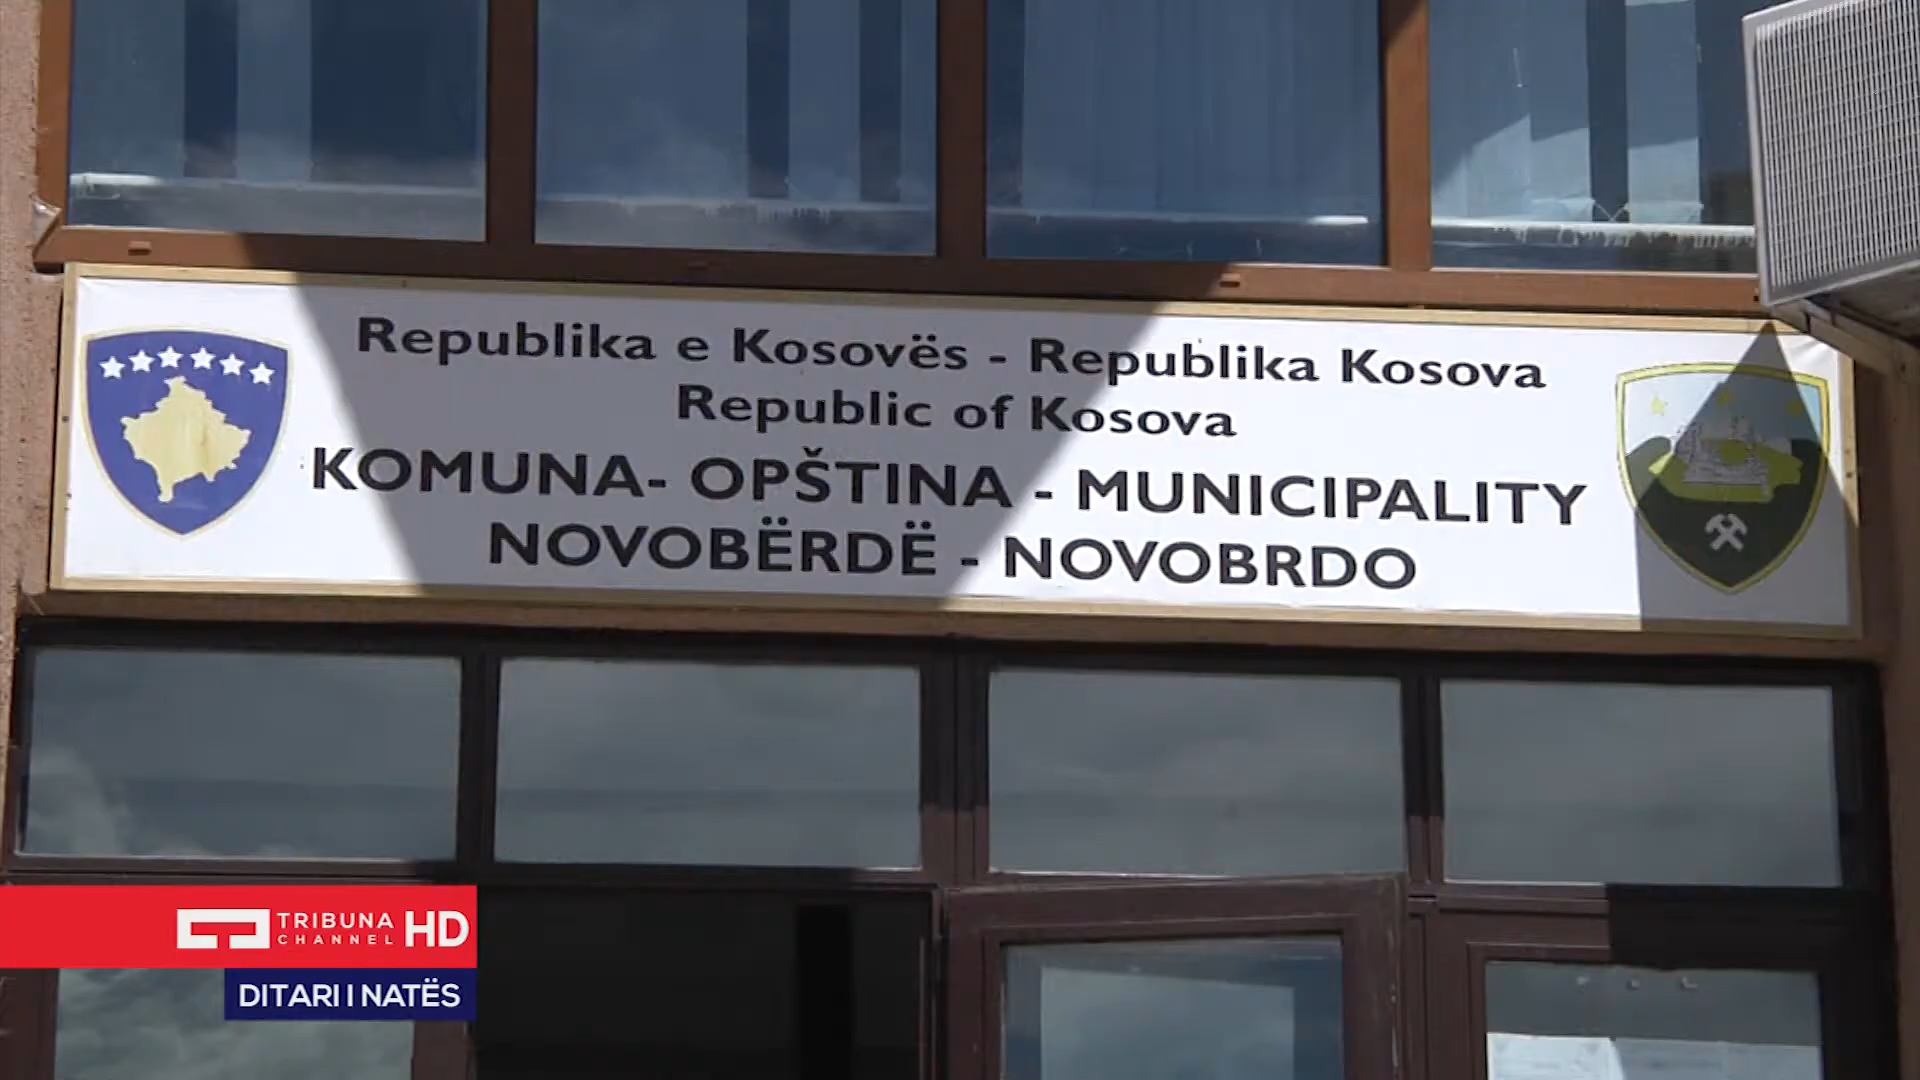 Republika e Kosovës - Republika Kosova
Republic of Kosova
KOMUNA- OPŠTINA - MUNICIPALITY
NOVOBËRDË - NOVOBRDO
TRIBUNA
CHANNEL
HD
DITARI I NATËS